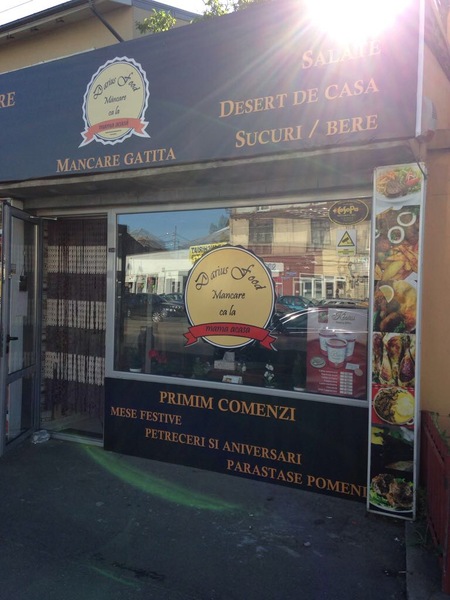 RE
Darius Food
Mancare
ca la
mama acasa
MANCARE GATITA
SALATE
DESERT DE CASA
SUCURI / BERE
Darius Food
Mancare
ca la
mama acasa
PRIMIM COMENZI
MESE FESTIVE
PETRECERI SI ANIVERSARI
PARASTASE POMENI